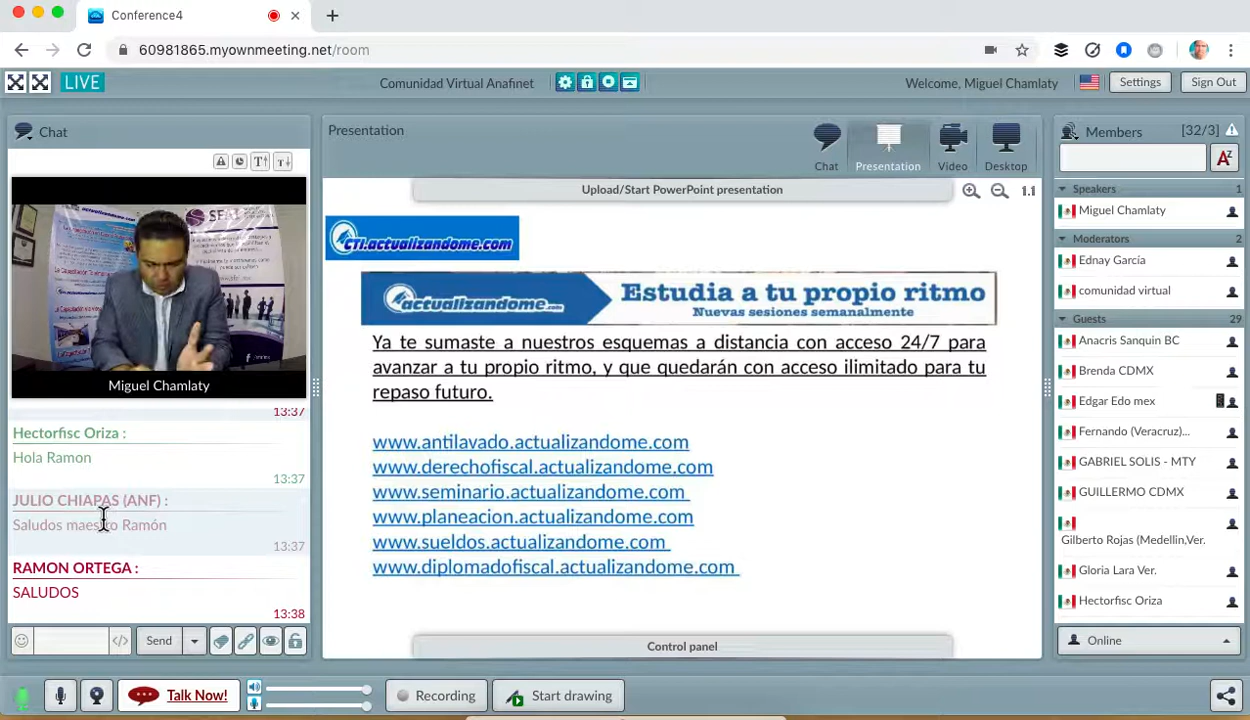 Conference4
60981865.myownmeeting.net/room
LIVE
Comunidad Virtual Anafinet
Welcome, Miguel Chamlaty
Settings
Sign Out
Chat
Miguel Chamlaty
13:37
Hectorfisc Oriza :
Hola Ramon
13:37
JULIO CHIAPAS (ANF) :
Saludos maestro Ramón
13:37
RAMON ORTEGA :
SALUDOS
13:38
Send
Presentation
Chat
Presentation
Video
Desktop
Upload/Start PowerPoint presentation
1.1
CTI.actualizandome.com
actualizandome.com
Estudia a tu propio ritmo
Nuevas sesiones semanalmente
Ya te sumaste a nuestros esquemas a distancia con acceso 24/7 para
avanzar a tu propio ritmo, y que quedarán con acceso ilimitado para tu
repaso futuro.
www.antilavado.actualizandome.com
www.derechofiscal.actualizandome.com
www.seminario.actualizandome.com
www.planeacion.actualizandome.com
www.sueldos.actualizandome.com
www.diplomadofiscal.actualizandome.com
Control panel
Members
[32/3]
Speakers 1
Miguel Chamlaty
Moderators 2
Ednay García
comunidad virtual
Guests 29
Anacris Sanquin BC
Brenda CDMX
Edgar Edo mex
Fernando (Veracruz)...
GABRIEL SOLIS - MTY
GUILLERMO CDMX
Gilberto Rojas (Medellin,Ver.
Gloria Lara Ver.
Hectorfisc Oriza
Online
Talk Now!
Recording
Start drawing